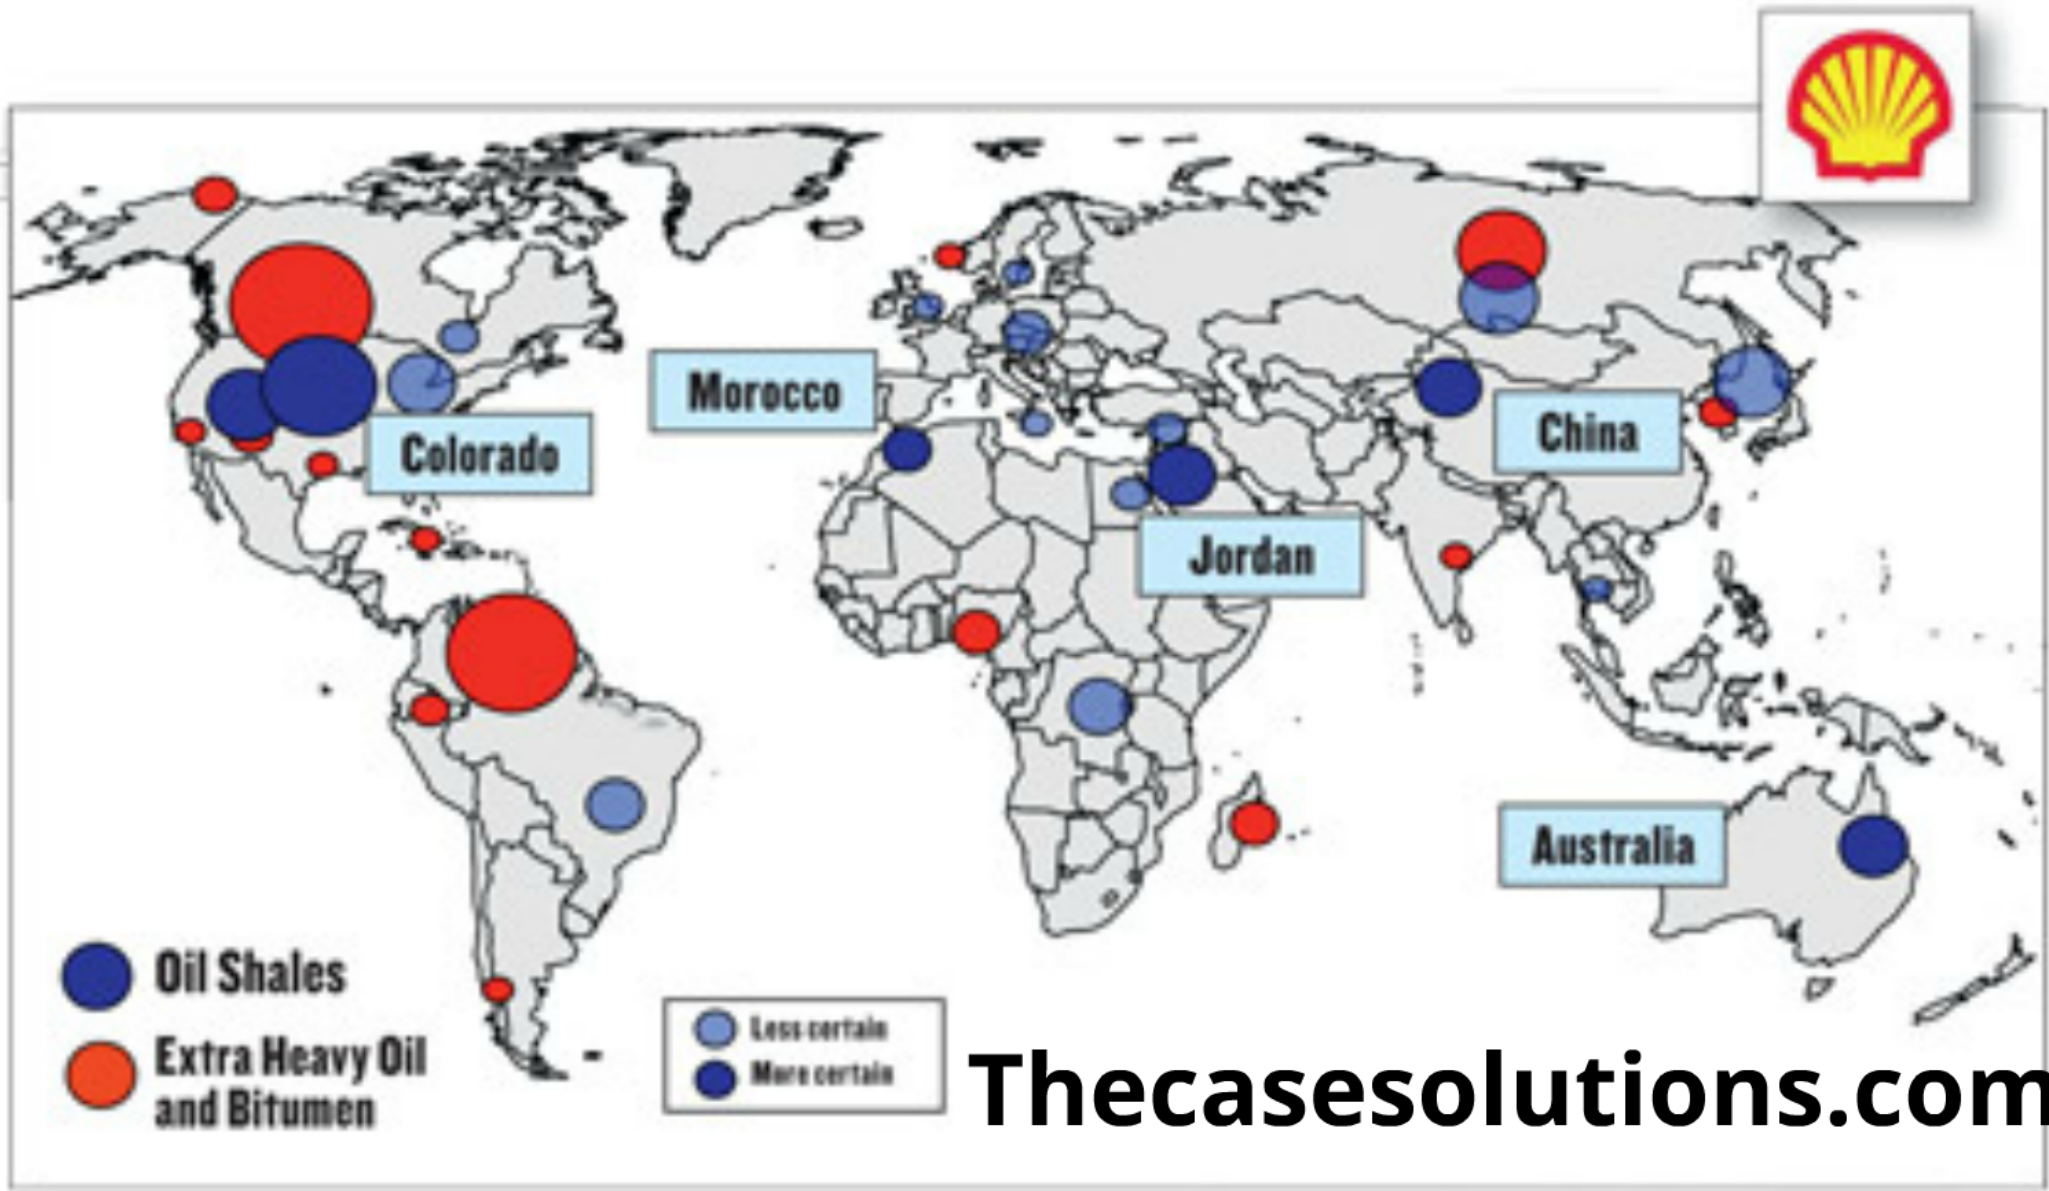 Morocco
Colorado
China
Jordan
Australia
Oil Shales
Extra Heavy Oil
and Bitumen
Less certain
More certain
Thecasesolutions.com